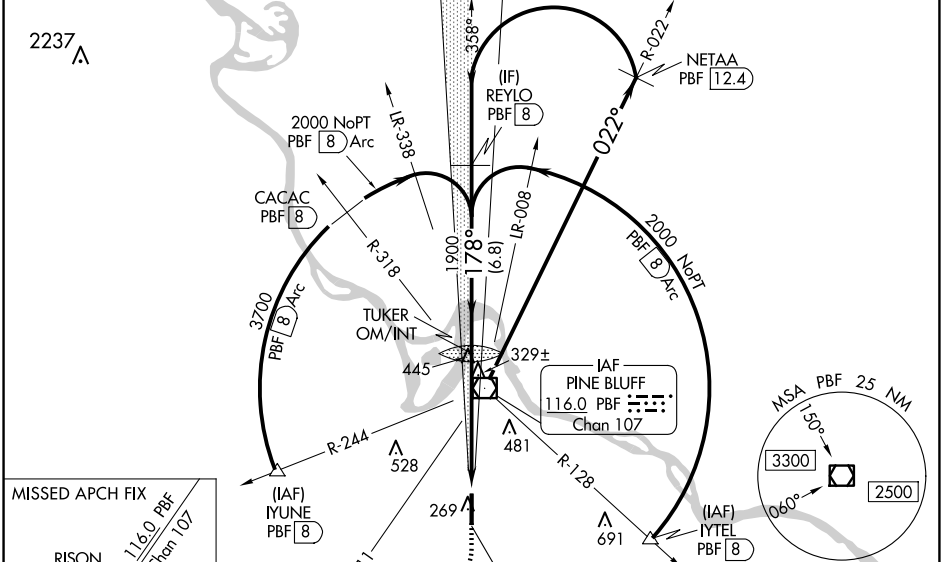 2237
358°
R-022
NETAA
PBF 12.4
(IF)
REYLO
PBF 8
2000 NoPT
PBF 8 Arc
LR-338
022°
CACAC
PBF 8
LR-008
R-318
1900
178°
(6.8)
2000 NoPT
PBF 8 Arc
3700
PBF 8 Arc
TUKER
OM/INT
445
329±
IAF
PINE BLUFF
116.0 PBF
Chan 107
MSA PBF 25 NM
150°
3300
060°
2500
R-244
528
481
R-128
(IAF)
IYUNE
PBF 8
269
691
(IAF)
IYTEL
PBF 8
MISSED APCH FIX
116.0 PBF
Chan 107
RISON